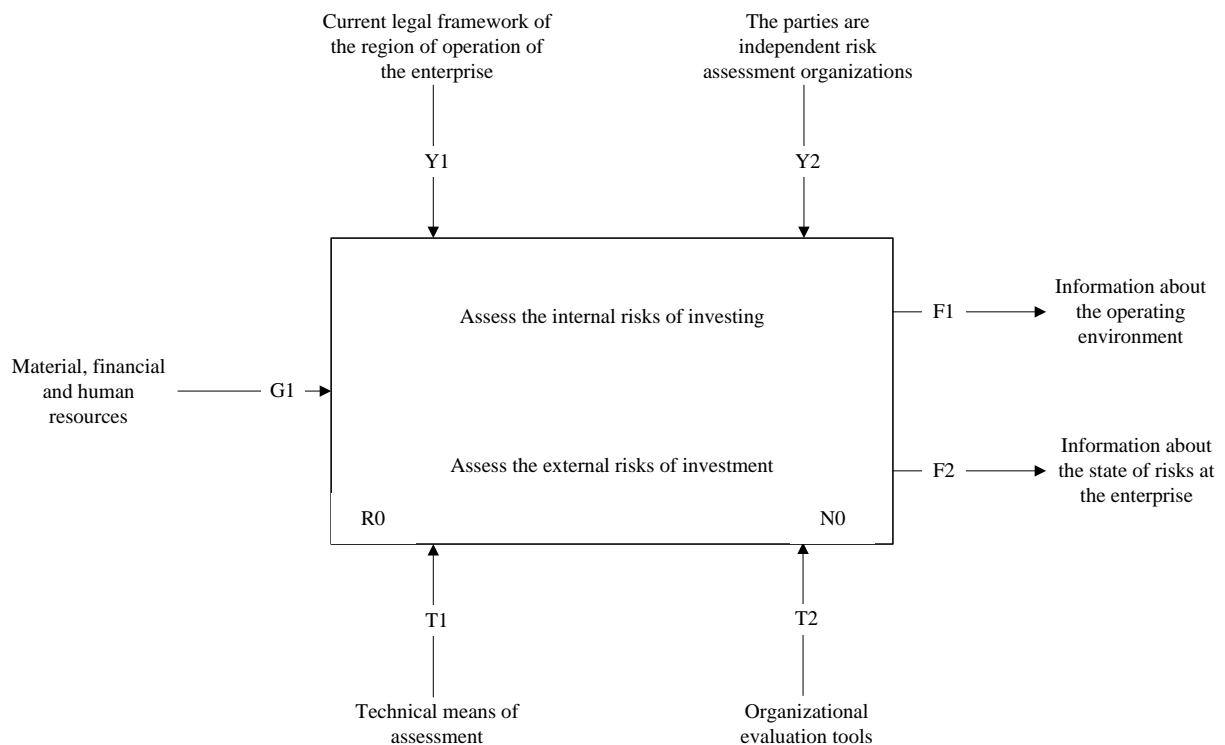 Current legal framework of
the region of operation of
the enterprise
The parties are
independent risk
assessment organizations
Y1
Y2
Assess the internal risks of investing
F1
Information about
the operating
environment
Material, financial
and human
resources
G1
Assess the external risks of investment
F2
Information about
the state of risks at
the enterprise
R0
N0
T1
T2
Technical means of
assessment
Organizational
evaluation tools